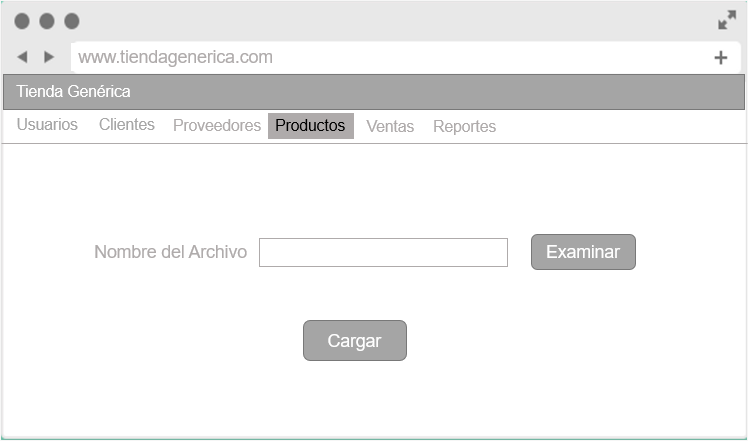 www.tiendagenerica.com
Tienda Genérica
Usuarios Clientes Proveedores Productos Ventas Reportes
Nombre del Archivo Examinar
Cargar